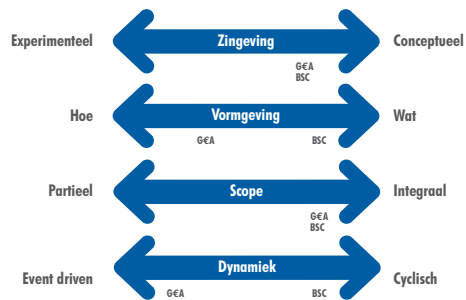 Experimenteel Zingeving Conceptueel
G€A
BSC
Hoe Vormgeving Wat
G€A BSC
Partieel Scope Integraal
G€A
BSC
Event driven Dynamiek Cyclisch
G€A BSC